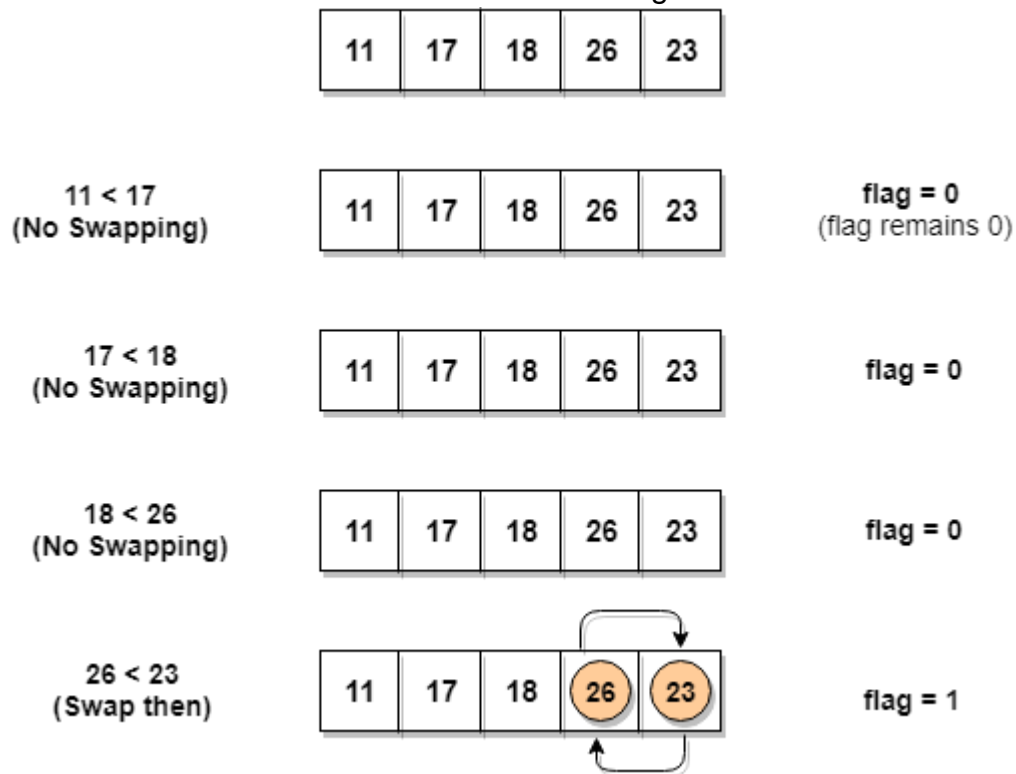 11 17 18 26 23
11 < 17
(No Swapping)
11 17 18 26 23
flag = 0
(flag remains 0)
17 < 18
(No Swapping)
11 17 18 26 23
flag = 0
18 < 26
(No Swapping)
11 17 18 26 23
flag = 0
26 < 23
(Swap then)
11 17 18 26 23
flag = 1